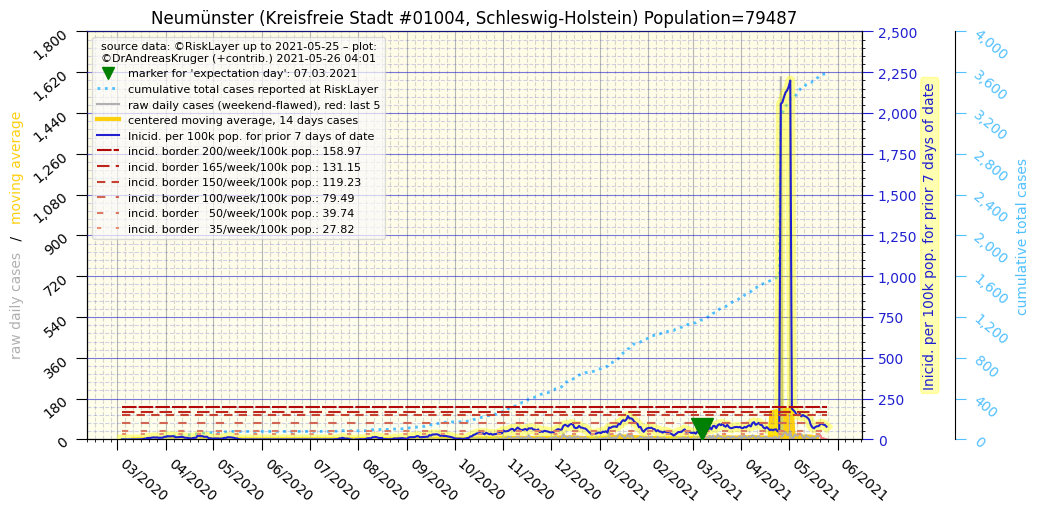 Neumünster (Kreisfreie Stadt #01004, Schleswig-Holstein) Population=79487
source data: ©RiskLayer up to 2021-05-25 – plot:
©DrAndreasKruger (+contrib.) 2021-05-26 04:01
marker for 'expectation day': 07.03.2021
cumulative total cases reported at RiskLayer
raw daily cases (weekend-flawed), red: last 5
centered moving average, 14 days cases
Inicid. per 100k pop. for prior 7 days of date
incid. border 200/week/100k pop.: 158.97
incid. border 165/week/100k pop.: 131.15
incid. border 150/week/100k pop.: 119.23
incid. border 100/week/100k pop.: 79.49
incid. border   50/week/100k pop.: 39.74
incid. border   35/week/100k pop.: 27.82
raw daily cases   /   moving average
1,800
1,620
1,440
1,260
1,080
900
720
540
360
180
0
03/2020
04/2020
05/2020
06/2020
07/2020
08/2020
09/2020
10/2020
11/2020
12/2020
01/2021
02/2021
03/2021
04/2021
05/2021
06/2021
2,500
2,250
2,000
1,750
1,500
1,250
1,000
750
500
250
0
Inicid. per 100k pop. for prior 7 days of date
4,000
3,600
3,200
2,800
2,400
2,000
1,600
1,200
800
400
0
cumulative total cases